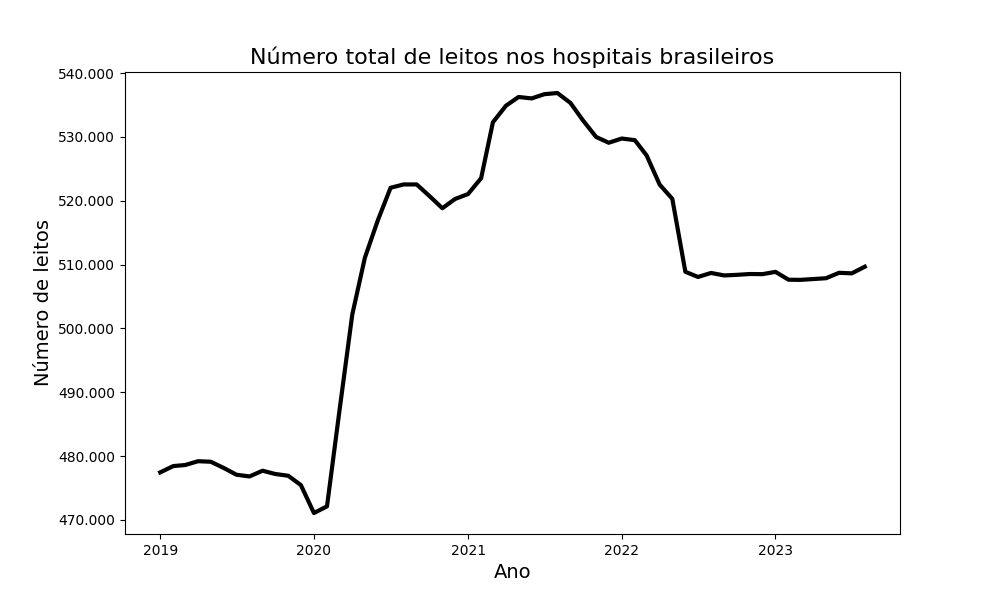 Número total de leitos nos hospitais brasileiros
540.000
530.000
520.000
510.000
500.000
490.000
480.000
470.000
Número de leitos
2019 2020 2021 2022 2023
Ano